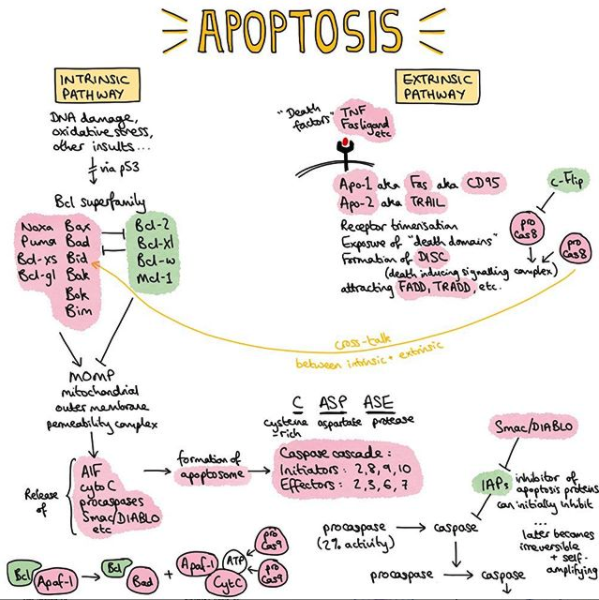 APOPTOSIS
INTRINSIC
PATHWAY
DNA damage,
oxidative stress,
other insults...
via p53
Bcl superfamily
Noxa Bax
Puma Bad
Bcl-xs Bid
Bcl-gl Bak
Bok
Bim
Bcl-2
Bcl-xl
Bcl-w
Mcl-1
MOMP
mitochondrial
outer membrane
permeability complex
Release
of
AIF
cyto C
procaspases
Smac/DIABLO
etc
formation of
apoptosome
C ASP ASE
cysteine aspartate protease
-rich
Caspase cascade:
Initiators: 2,8,9,10
Effectors: 2,3,6,7
EXTRINSIC
PATHWAY
"Death
factors"
TNF
Fas ligand
etc
Apo-1 aka Fas aka CD95
Apo-2 aka TRAIL
Receptor trimerisation
Exposure of "death domains"
Formation of DISC
(death inducing signalling complex)
attracting FADD, TRADD, etc.
c-Flip
pro
Cas8
pro
Cas8
cross-talk
between intrinsic + extrinsic
Smac/DIABLO
IAPs
inhibitor of
apoptosis proteins
can initially inhibit
procaspase
(2% activity)
caspase
... later becomes
irreversible
+ self-
amplifying
procaspase
caspase
Bcl
Apaf-1
Bcl
Bad
+
Apaf-1
ATP
CytC
pro
Cas9
pro
Cas9